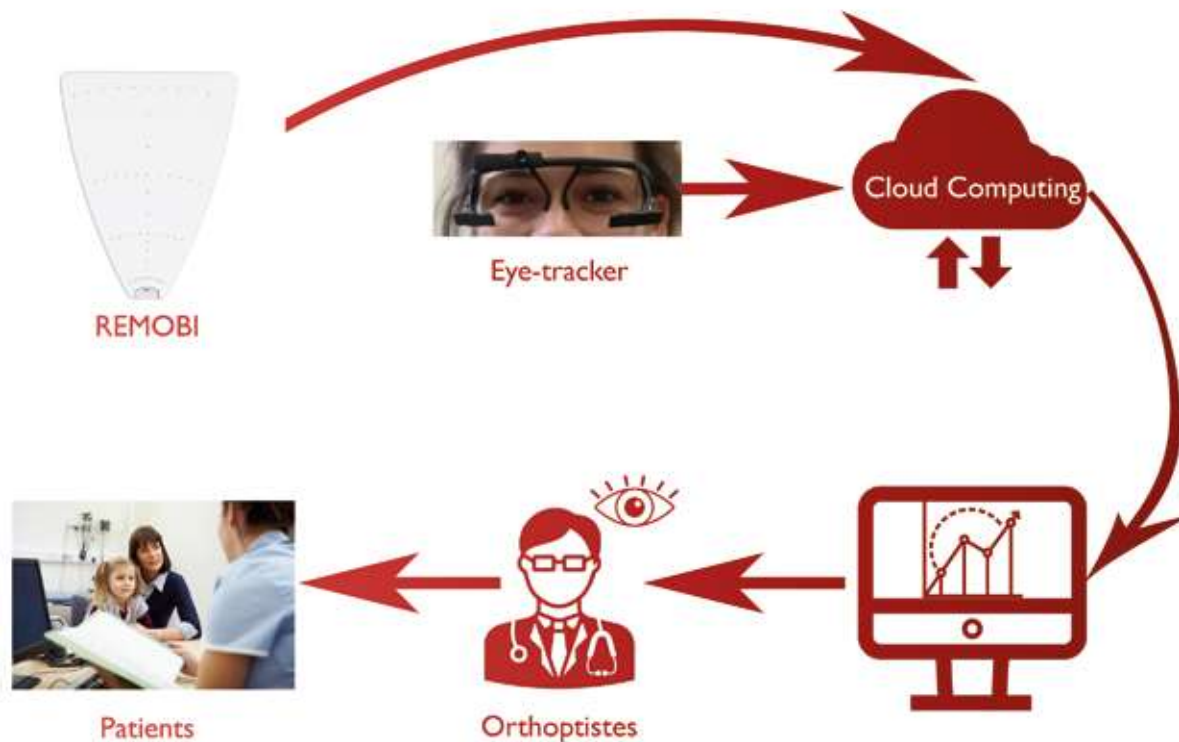 Cloud Computing
Eye-tracker
REMOBI
Patients
Orthoptistes